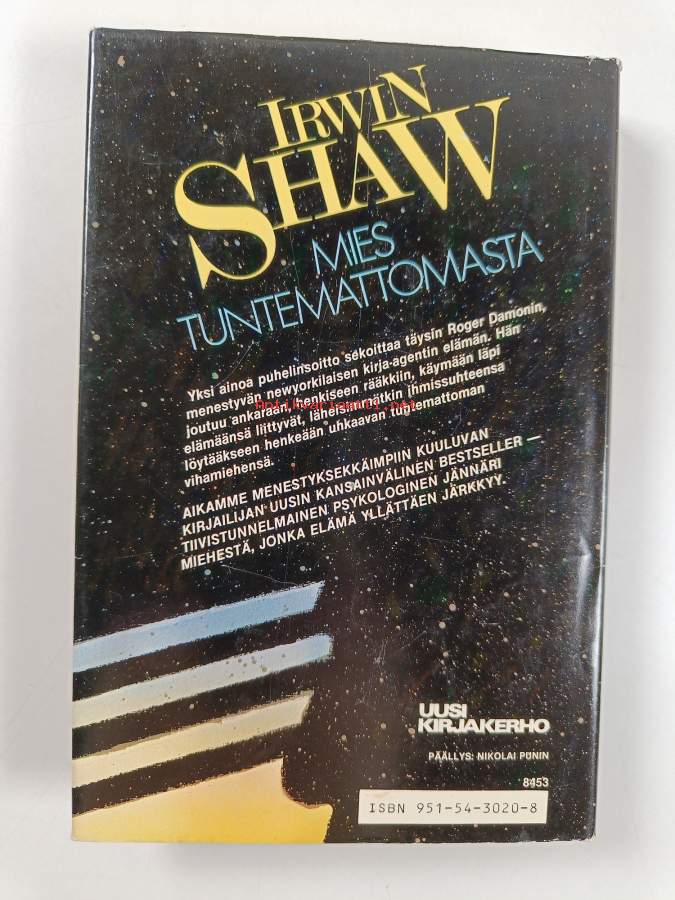 IRWIN
SHAW
MIES
TUNTEMATTOMASTA
Yksi ainoa puhelinsoitto sekoittaa täysin Roger Damonin,
menestyvän newyorkilaisen kirja-agentin elämän. Hän
joutuu ankaraan henkiseen rääkkiin, käymään läpi
elämäänsä liittyvät, läheisimmätkin ihmissuhteensa
löytääkseen henkeään uhkaavan tuntemattoman
vihamiehensä.
Antikvariaatti.net
AIKAMME MENESTYKSEKKÄIMPIIN KUULUVAN
KIRJAILIJAN UUSIN KANSAINVÄLINEN BESTSELLER —
TIIVISTUNNELMAINEN PSYKOLOGINEN JÄNNÄRI
MIEHESTÄ, JONKA ELÄMÄ YLLÄTTÄEN JÄRKKYY.
UUSI
KIRJAKERHO
PÄÄLLYS: NIKOLAI PUNIN
8453
ISBN 951-54-3020-8